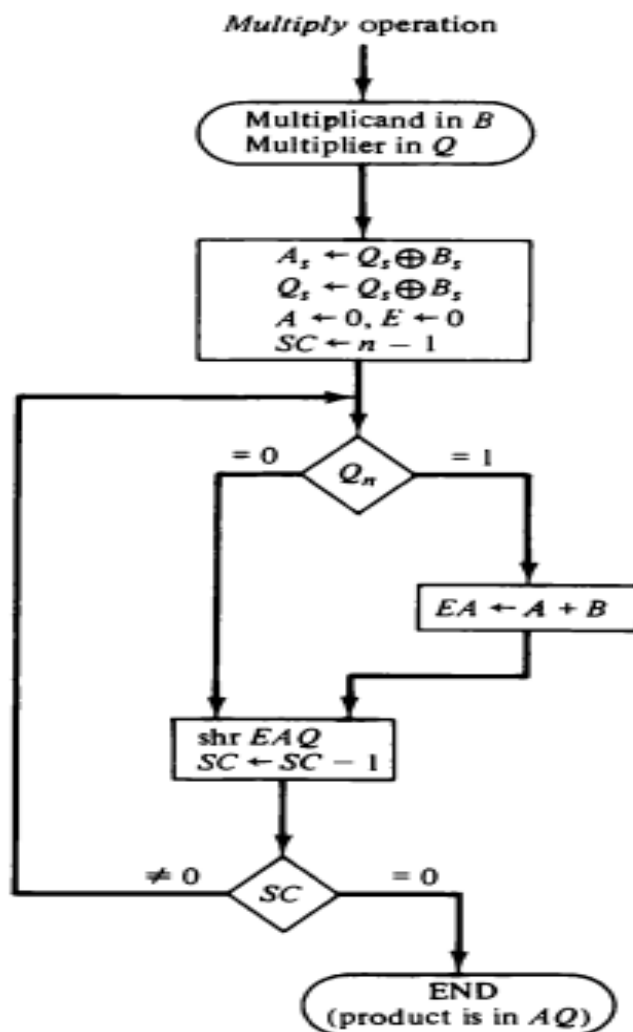 Multiply operation
Multiplicand in B
Multiplier in Q
A_s ← Q_s ⊕ B_s
Q_s ← Q_s ⊕ B_s
A ← 0, E ← 0
SC ← n − 1
= 0
Q_n
= 1
EA ← A + B
shr EAQ
SC ← SC − 1
≠ 0
SC
= 0
END
(product is in AQ)